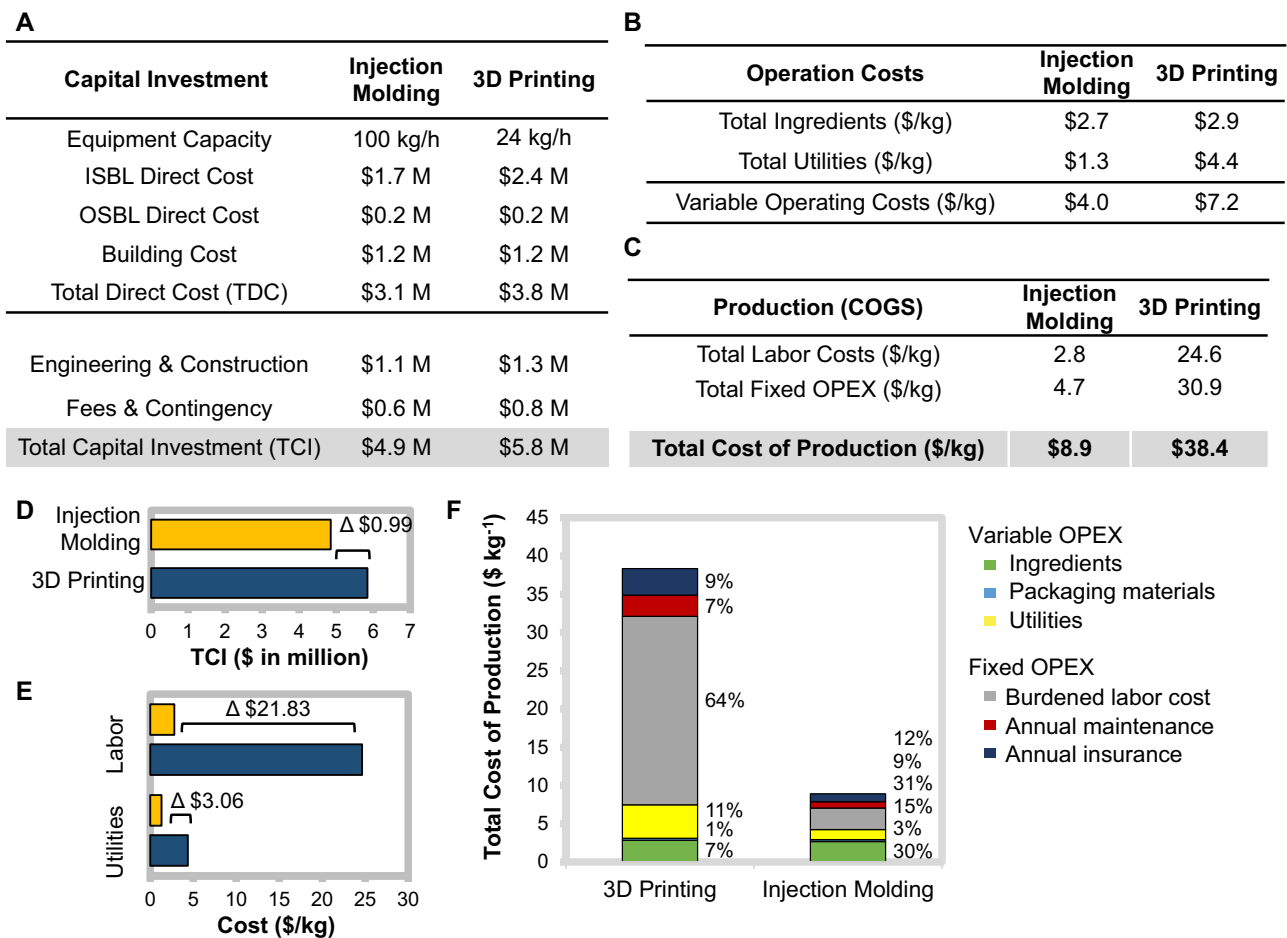 A
Capital Investment Injection Molding 3D Printing
Equipment Capacity 100 kg/h 24 kg/h
ISBL Direct Cost $1.7 M $2.4 M
OSBL Direct Cost $0.2 M $0.2 M
Building Cost $1.2 M $1.2 M
Total Direct Cost (TDC) $3.1 M $3.8 M
Engineering & Construction $1.1 M $1.3 M
Fees & Contingency $0.6 M $0.8 M
Total Capital Investment (TCI) $4.9 M $5.8 M
B
Operation Costs Injection Molding 3D Printing
Total Ingredients ($/kg) $2.7 $2.9
Total Utilities ($/kg) $1.3 $4.4
Variable Operating Costs ($/kg) $4.0 $7.2
C
Production (COGS) Injection Molding 3D Printing
Total Labor Costs ($/kg) 2.8 24.6
Total Fixed OPEX ($/kg) 4.7 30.9
Total Cost of Production ($/kg) $8.9 $38.4
D
Injection
Molding
Δ $0.99
3D Printing
0 1 2 3 4 5 6 7
TCI ($ in million)
E
Labor
Δ $21.83
Utilities
Δ $3.06
0 5 10 15 20 25 30
Cost ($/kg)
F
Total Cost of Production ($ kg⁻¹)
45
40
35
30
25
20
15
10
5
0
9%
7%
64%
11%
1%
7%
12%
9%
31%
15%
3%
30%
3D Printing Injection Molding
Variable OPEX
Ingredients
Packaging materials
Utilities
Fixed OPEX
Burdened labor cost
Annual maintenance
Annual insurance